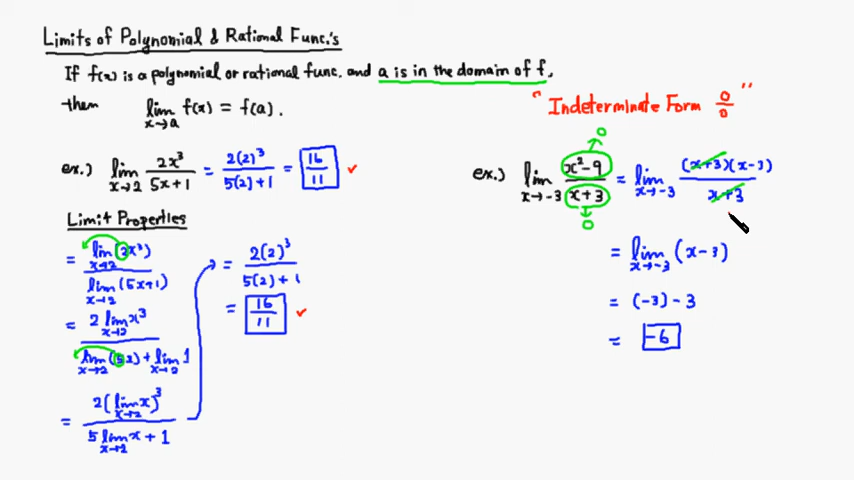 Limits of Polynomial & Rational Func.'s
If f(x) is a polynomial or rational func. and a is in the domain of f,
then lim x→a f(x) = f(a).
ex.) lim x→2 2x³/(5x+1) = 2(2)³/(5(2)+1) = 16/11 ✓
Limit Properties
= lim x→2 (2x³) / lim x→2 (5x+1)
= 2 lim x→2 x³ / lim x→2 (5x) + lim x→2 1
= 2(lim x→2 x)³ / 5 lim x→2 x + 1
= 2(2)³ / 5(2)+1
= 16/11 ✓
"Indeterminate Form 0/0"
0
ex.) lim x→-3 (x²-9)/(x+3) = lim x→-3 (x+3)(x-3)/(x+3)
0
= lim x→-3 (x-3)
= (-3)-3
= -6